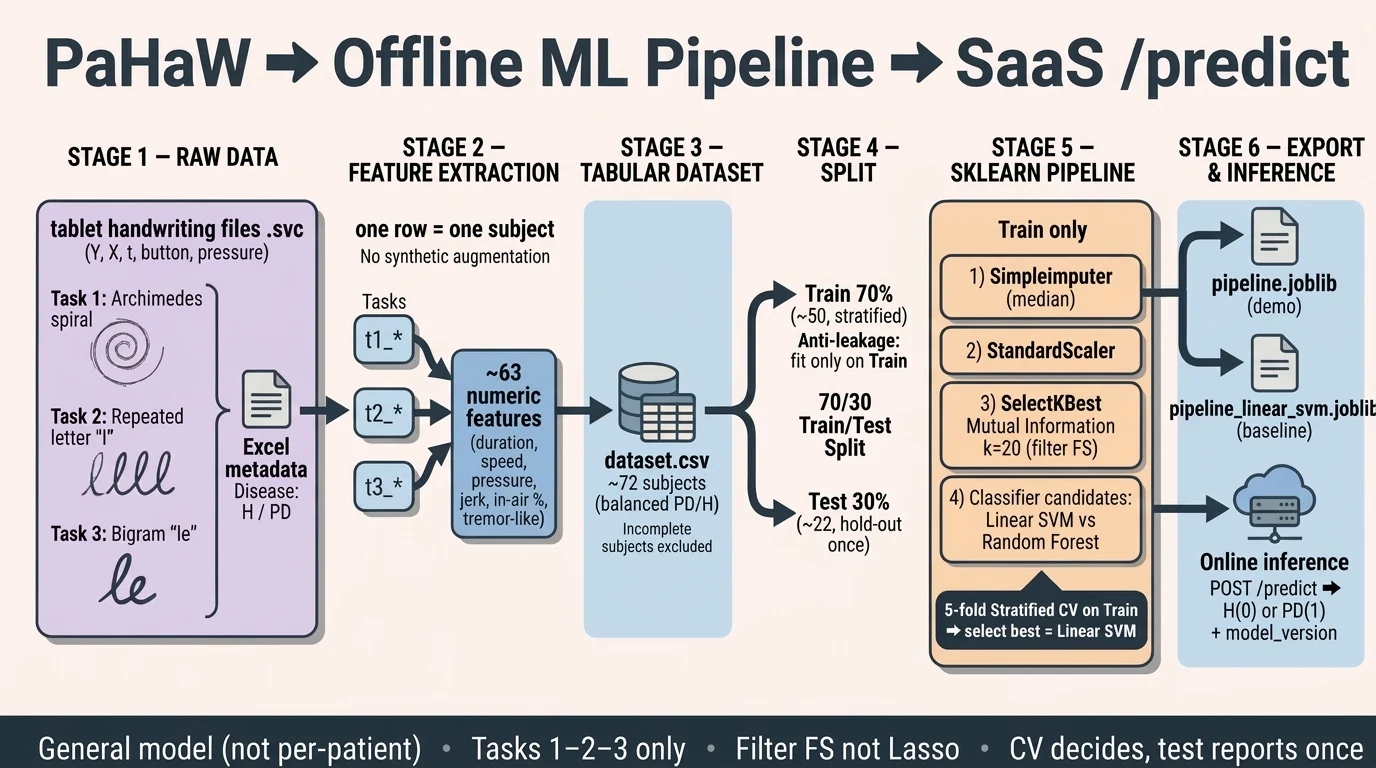 PaHaW ➔ Offline ML Pipeline ➔ SaaS /predict
STAGE 1 — RAW DATA
tablet handwriting files .svc
(Y, X, t, button, pressure)
Task 1: Archimedes
spiral
Task 2: Repeated
letter "l"
llll
Task 3: Bigram "le"
le
Excel
metadata
Disease:
H / PD
STAGE 2 —
FEATURE EXTRACTION
one row = one subject
No synthetic augmentation
Tasks
t1_*
t2_*
t3_*
~63
numeric
features
(duration,
speed,
pressure,
jerk, in-air %,
tremor-like)
STAGE 3 —
TABULAR DATASET
dataset.csv
~72 subjects
(balanced PD/H)
Incomplete
subjects excluded
STAGE 4 —
SPLIT
Train 70%
(~50, stratified)
Anti-leakage:
fit only on Train
70/30
Train/Test
Split
Test 30%
(~22, hold-out
once)
STAGE 5 —
SKLEARN PIPELINE
Train only
1) Simpleimputer
(median)
2) StandardScaler
3) SelectKBest
Mutual Information
k=20 (filter FS)
4) Classifier candidates:
Linear SVM vs
Random Forest
5-fold Stratified CV on Train
➔ select best = Linear SVM
STAGE 6 — EXPORT
& INFERENCE
pipeline.joblib
(demo)
pipeline_linear_svm.joblib
(baseline)
Online inference
POST /predict ➔
H(0) or PD(1)
+ model_version
General model (not per-patient) • Tasks 1–2–3 only • Filter FS not Lasso • CV decides, test reports once